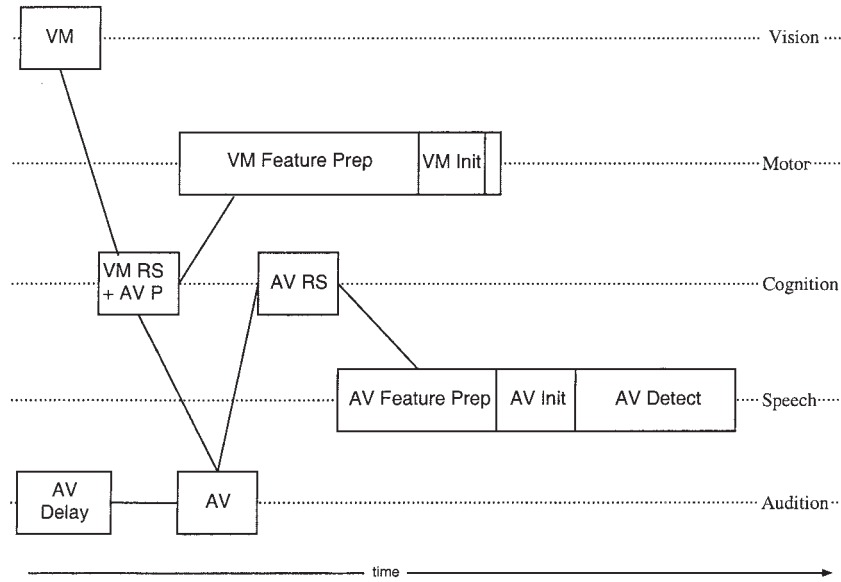 VM
Vision
VM Feature Prep
VM Init
Motor
VM RS
+ AV P
AV RS
Cognition
AV Feature Prep
AV Init
AV Detect
Speech
AV
Delay
AV
Audition
time